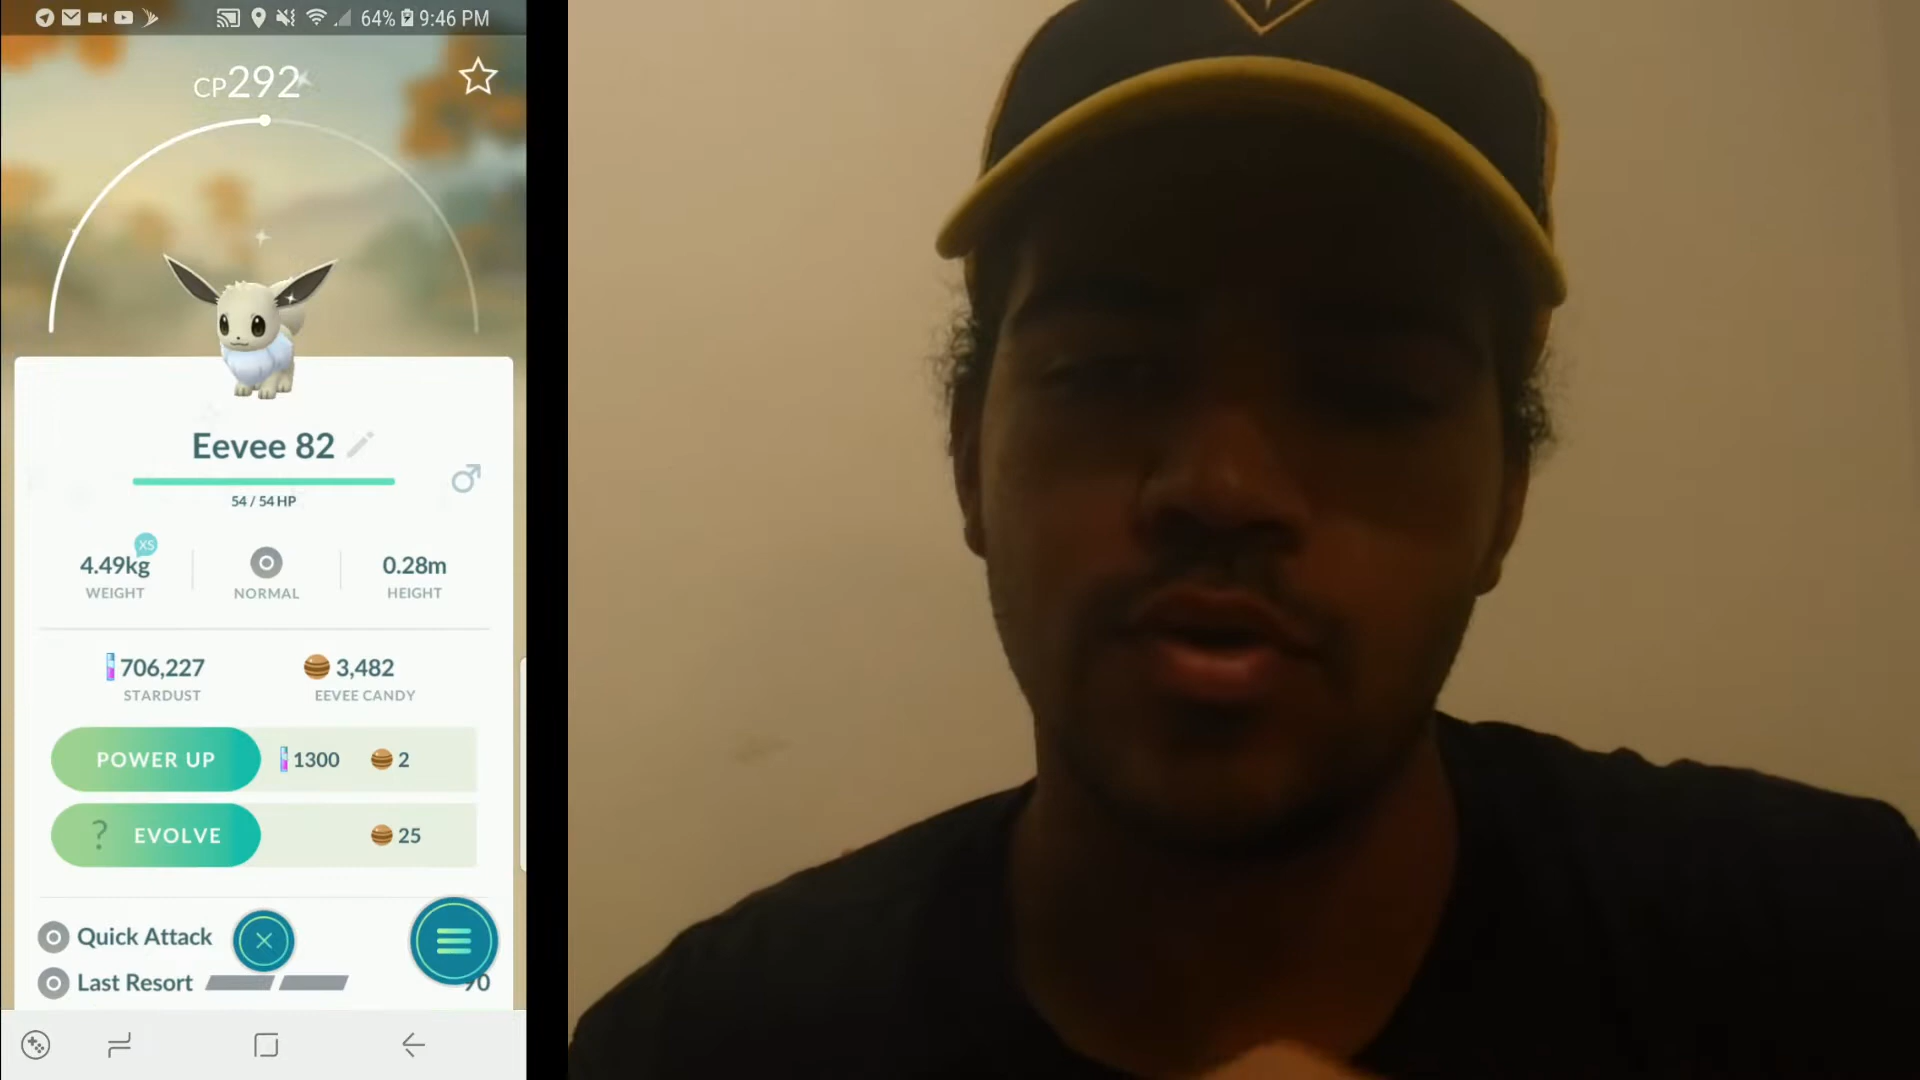 64% 9:46 PM
CP292
Eevee 82
54 / 54 HP
XS
4.49kg
WEIGHT
NORMAL
0.28m
HEIGHT
706,227
STARDUST
3,482
EEVEE CANDY
POWER UP 1300 2
? EVOLVE 25
Quick Attack
Last Resort 90